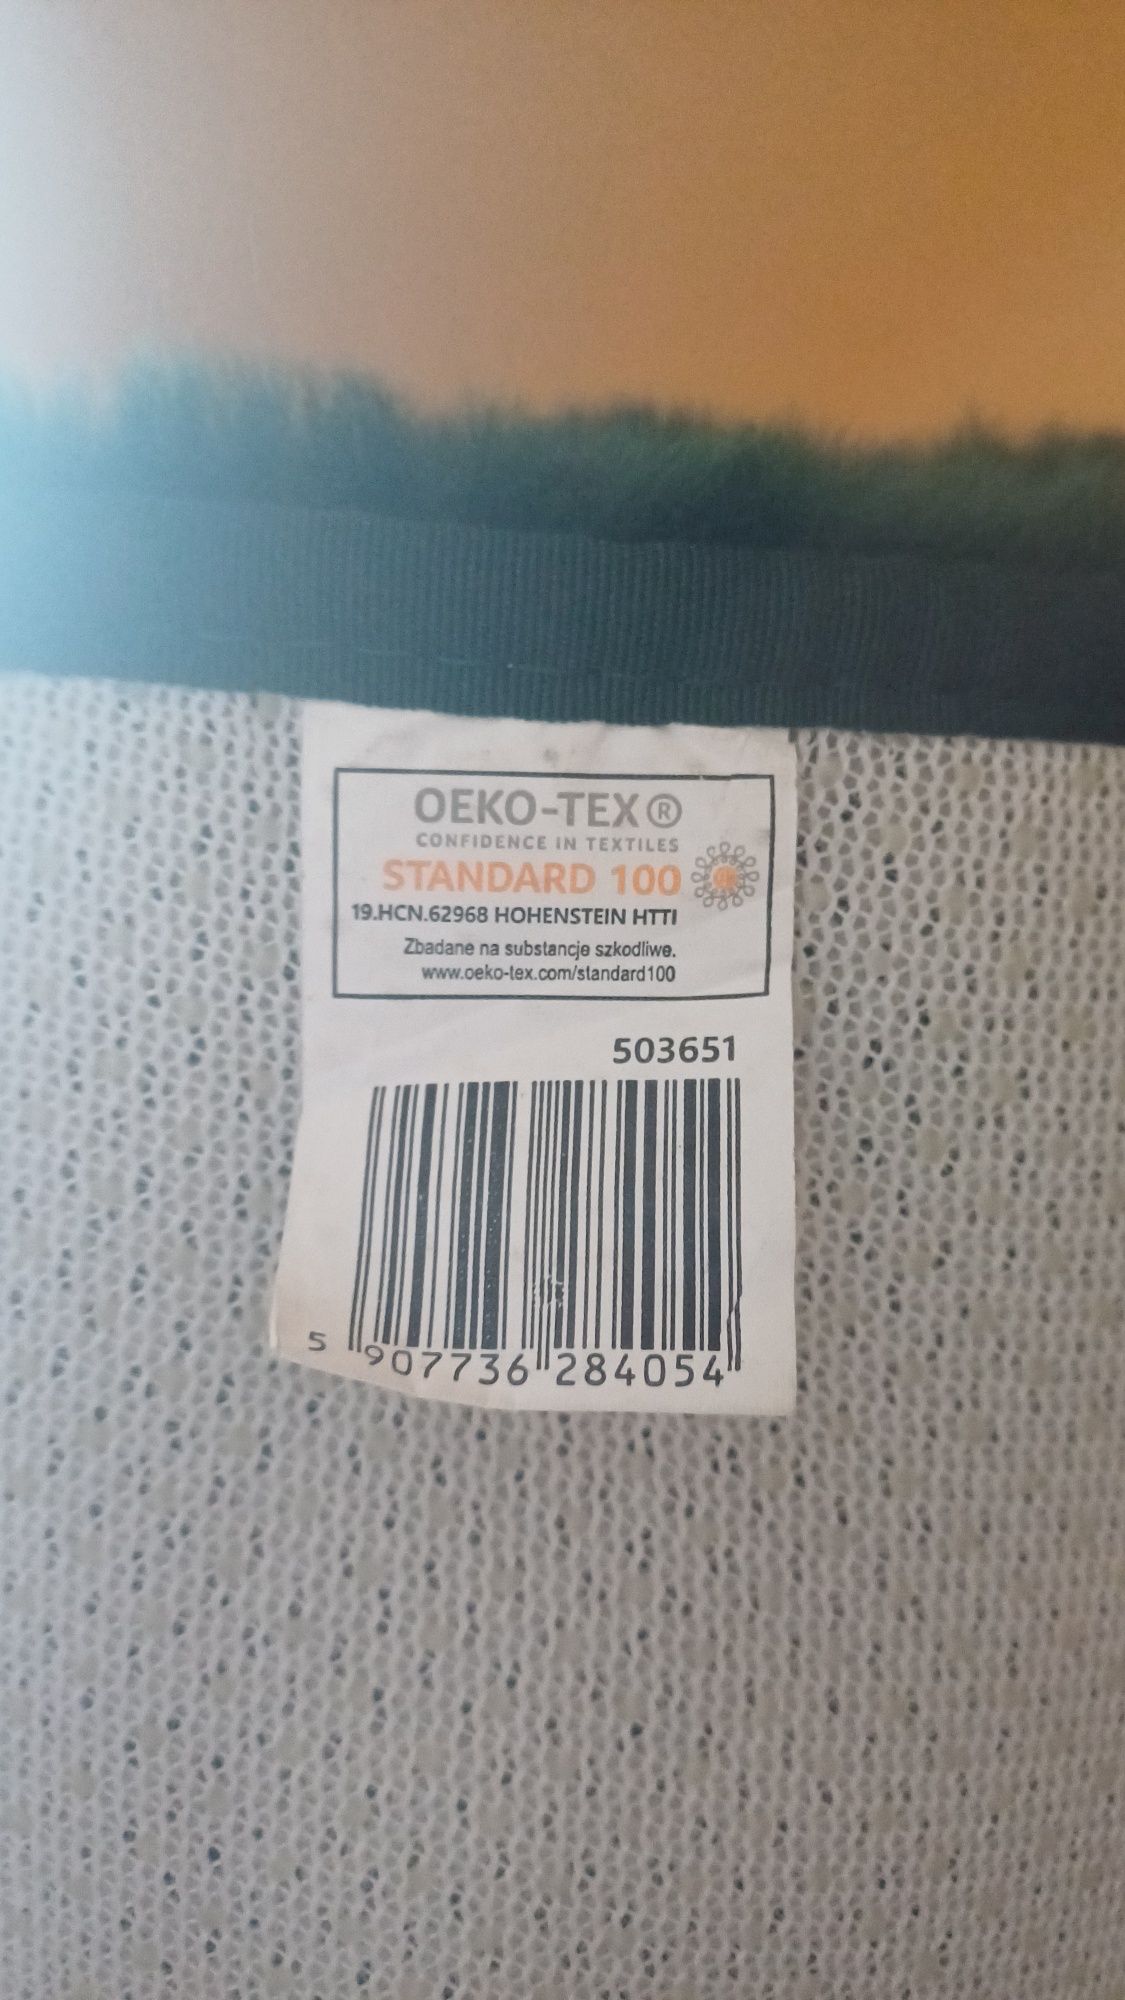 OEKO-TEX®
CONFIDENCE IN TEXTILES
STANDARD 100
19.HCN.62968 HOHENSTEIN HTTI
Zbadane na substancje szkodliwe.
www.oeko-tex.com/standard100
503651
5 907736 284054